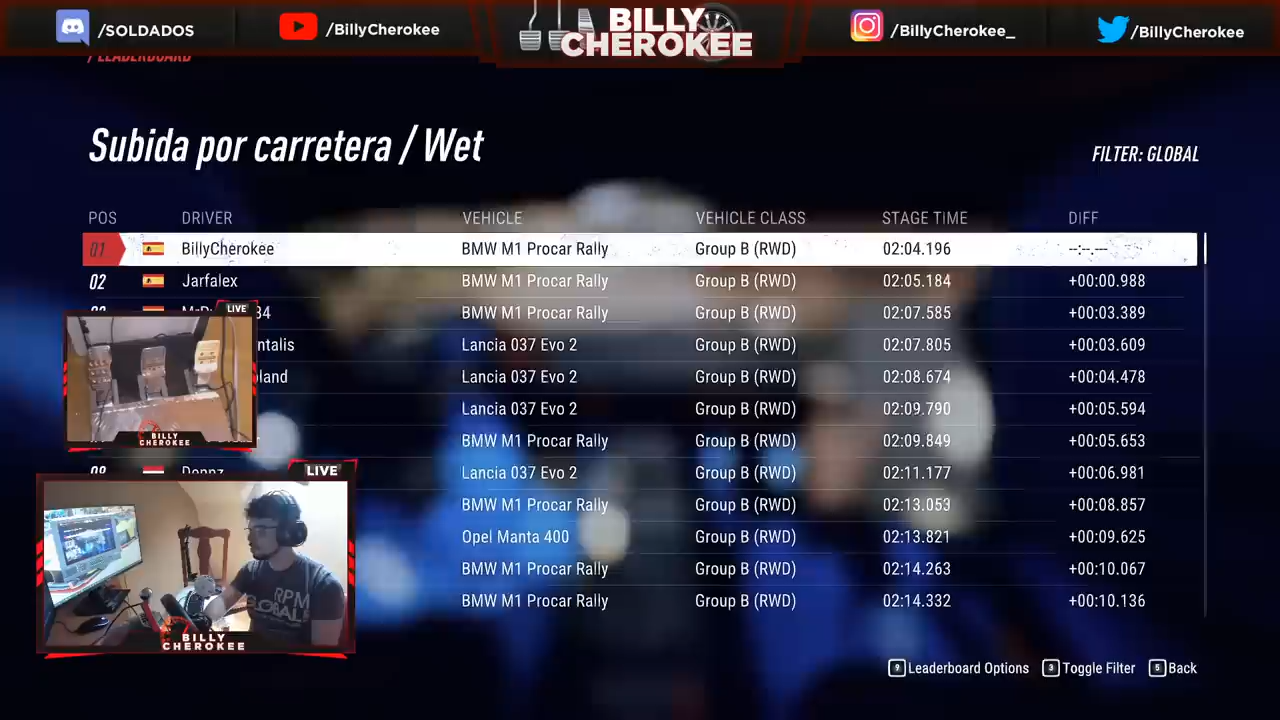 /SOLDADOS
/BillyCherokee
BILLY
CHEROKEE
/BillyCherokee_
/BillyCherokee
/ LEADERBOARD
Subida por carretera / Wet
FILTER: GLOBAL
POS DRIVER VEHICLE VEHICLE CLASS STAGE TIME DIFF
01 BillyCherokee BMW M1 Procar Rally Group B (RWD) 02:04.196 --:--.---
02 Jarfalex BMW M1 Procar Rally Group B (RWD) 02:05.184 +00:00.988
BMW M1 Procar Rally Group B (RWD) 02:07.585 +00:03.389
Lancia 037 Evo 2 Group B (RWD) 02:07.805 +00:03.609
Lancia 037 Evo 2 Group B (RWD) 02:08.674 +00:04.478
Lancia 037 Evo 2 Group B (RWD) 02:09.790 +00:05.594
BMW M1 Procar Rally Group B (RWD) 02:09.849 +00:05.653
Lancia 037 Evo 2 Group B (RWD) 02:11.177 +00:06.981
BMW M1 Procar Rally Group B (RWD) 02:13.053 +00:08.857
Opel Manta 400 Group B (RWD) 02:13.821 +00:09.625
BMW M1 Procar Rally Group B (RWD) 02:14.263 +00:10.067
BMW M1 Procar Rally Group B (RWD) 02:14.332 +00:10.136
LIVE
BILLY
CHEROKEE
LIVE
RPM
BILLY
CHEROKEE
9 Leaderboard Options 3 Toggle Filter 5 Back